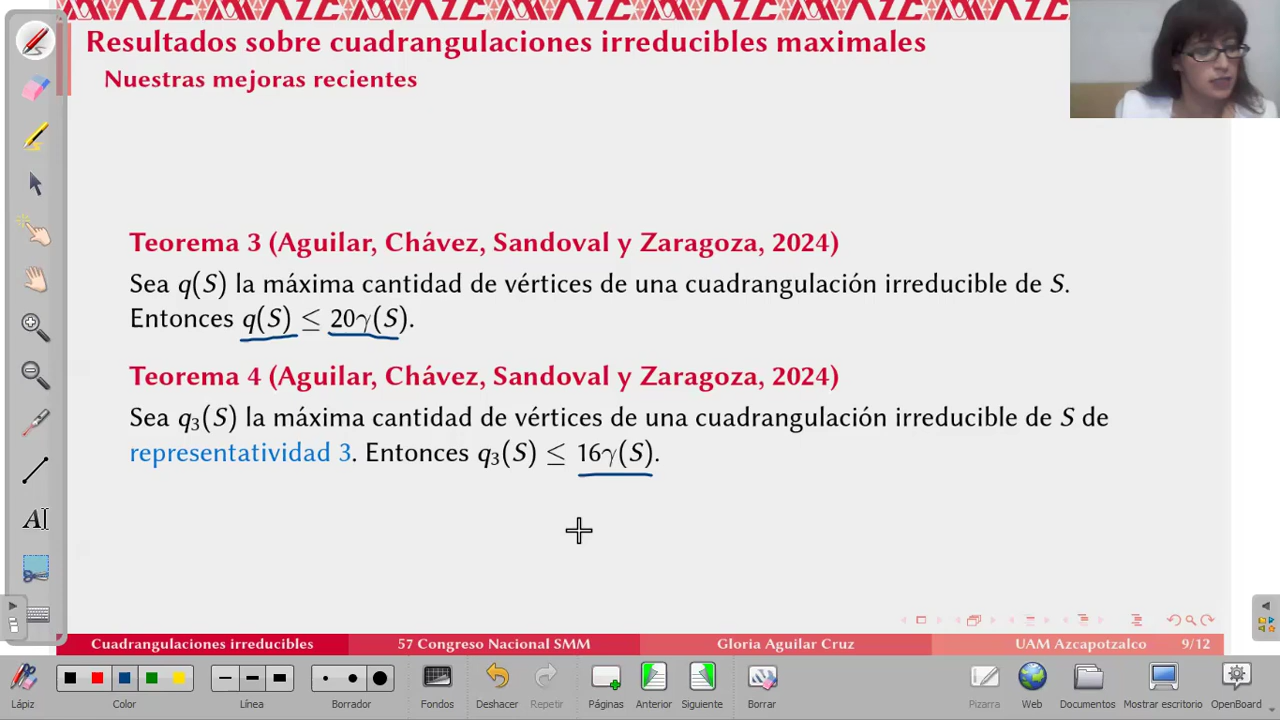 Resultados sobre cuadrangulaciones irreducibles maximales
Nuestras mejoras recientes
Teorema 3 (Aguilar, Chávez, Sandoval y Zaragoza, 2024)
Sea q(S) la máxima cantidad de vértices de una cuadrangulación irreducible de S.
Entonces q(S) ≤ 20γ(S).
Teorema 4 (Aguilar, Chávez, Sandoval y Zaragoza, 2024)
Sea q₃(S) la máxima cantidad de vértices de una cuadrangulación irreducible de S de
representatividad 3. Entonces q₃(S) ≤ 16γ(S).
Cuadrangulaciones irreducibles 57 Congreso Nacional SMM Gloria Aguilar Cruz UAM Azcapotzalco 9/12
Lápiz Color Línea Borrador Fondos Deshacer Repetir Páginas Anterior Siguiente Borrar Pizarra Web Documentos Mostrar escritorio OpenBoard